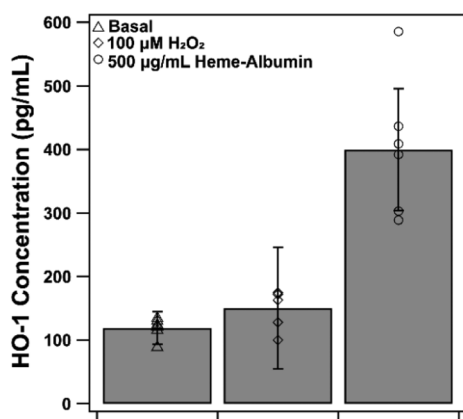 600
△ Basal
◇ 100 µM H₂O₂
○ 500 µg/mL Heme-Albumin
500
400
300
200
100
0
HO-1 Concentration (pg/mL)